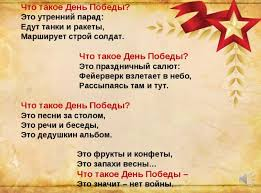 Что такое День Победы?
Это утренний парад:
Едут танки и ракеты,
Марширует строй солдат.
Что такое День Победы?
Это праздничный салют:
Фейерверк взлетает в небо,
Рассыпаясь там и тут.
Что такое День Победы?
Это песни за столом,
Это речи и беседы,
Это дедушкин альбом.
Это фрукты и конфеты,
Это запахи весны…
Что такое День Победы –
Это значит – нет войны.